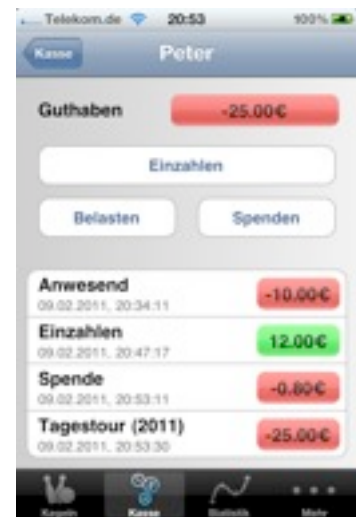 Telekom.de 20:53 100%
Kasse Peter
Guthaben -25.00€
Einzahlen
Belasten Spenden
Anwesend -10.00€
09.02.2011, 20:34:11
Einzahlen 12.00€
09.02.2011, 20:47:17
Spende -0.80€
09.02.2011, 20:53:11
Tagestour (2011) -25.00€
09.02.2011, 20:53:30
Kegeln Kasse Statistik Mehr